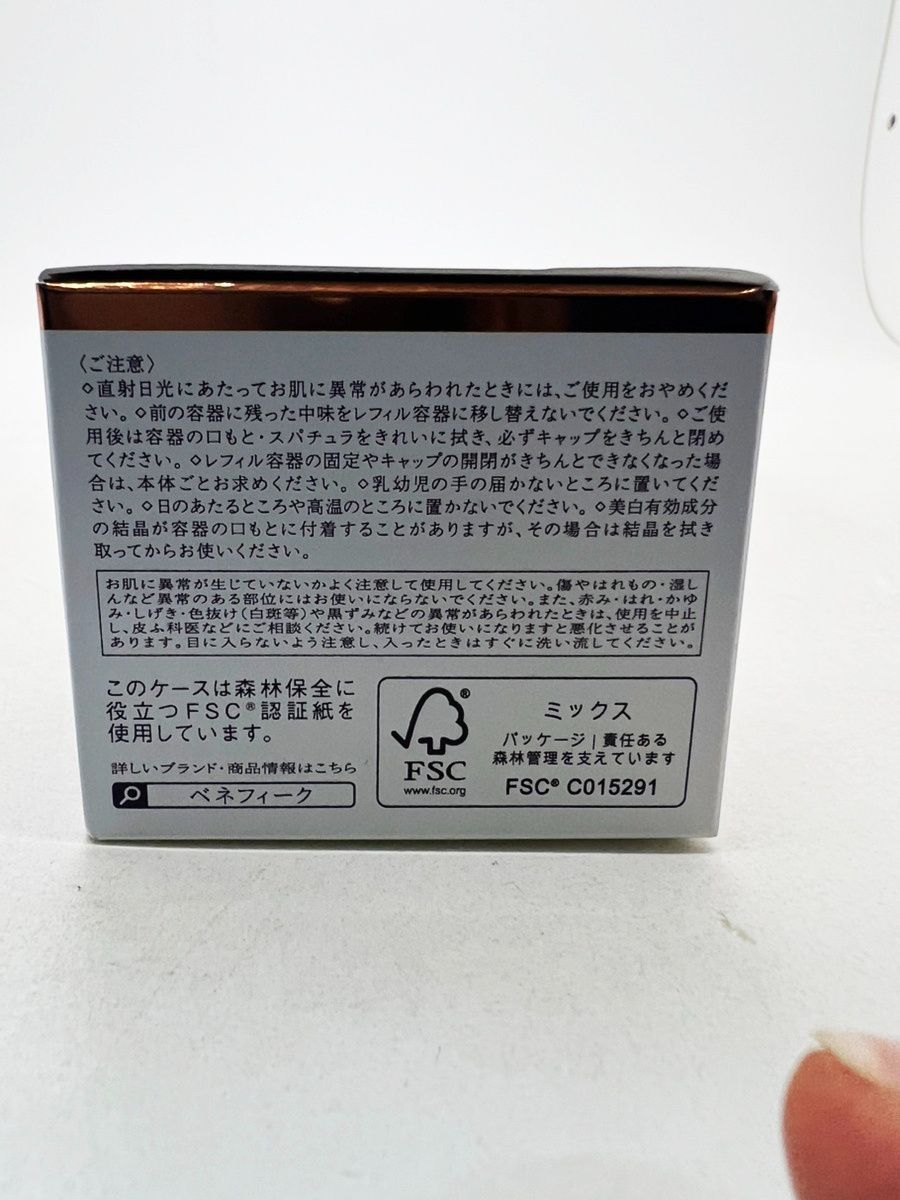 〈ご注意〉
◇直射日光にあたってお肌に異常があらわれたときには、ご使用をおやめくだ
さい。◇前の容器に残った中味をレフィル容器に移し替えないでください。◇ご使
用後は容器の口もと・スパチュラをきれいに拭き、必ずキャップをきちんと閉め
てください。◇レフィル容器の固定やキャップの開閉がきちんとできなくなった場
合は、本体ごとお求めください。◇乳幼児の手の届かないところに置いてくだ
さい。◇日のあたるところや高温のところに置かないでください。◇美白有効成分
の結晶が容器の口もとに付着することがありますが、その場合は結晶を拭き
取ってからお使いください。
お肌に異常が生じていないかよく注意して使用してください。傷やはれもの・湿し
んなど異常のある部位にはお使いにならないでください。また、赤み・はれ・かゆ
み・しげき・色抜け(白斑等)や黒ずみなどの異常があらわれたときは、使用を中止
し、皮ふ科医などにご相談ください。続けてお使いになりますと悪化させることが
あります。目に入らないよう注意し、入ったときはすぐに洗い流してください。
このケースは森林保全に
役立つFSC®認証紙を
使用しています。
詳しいブランド・商品情報はこちら
ベネフィーク
®
FSC
www.fsc.org
ミックス
パッケージ | 責任ある
森林管理を支えています
FSC® C015291